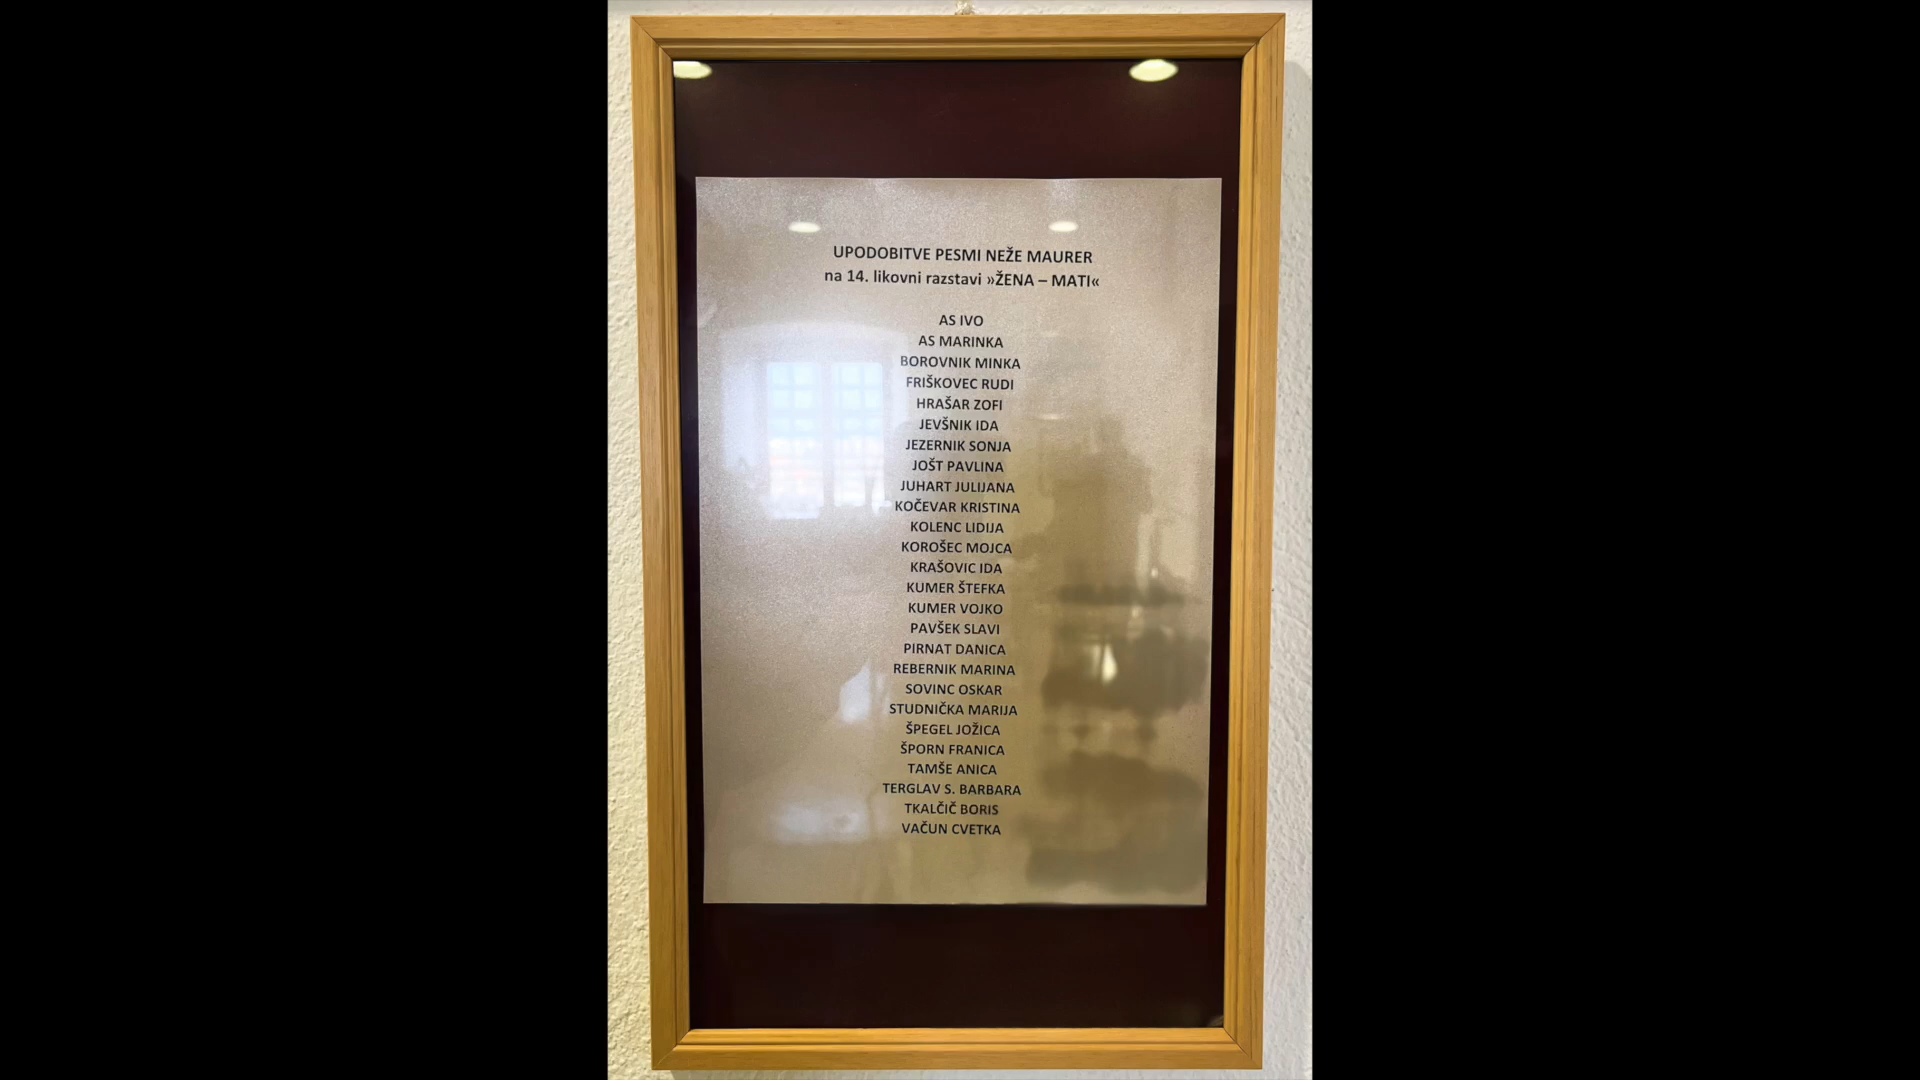 UPODOBITVE PESMI NEŽE MAURER
na 14. likovni razstavi »ŽENA – MATI«
AS IVO
AS MARINKA
BOROVNIK MINKA
FRIŠKOVEC RUDI
HRAŠAR ZOFI
JEVŠNIK IDA
JEZERNIK SONJA
JOŠT PAVLINA
JUHART JULIJANA
KOČEVAR KRISTINA
KOLENC LIDIJA
KOROŠEC MOJCA
KRAŠOVIC IDA
KUMER ŠTEFKA
KUMER VOJKO
PAVŠEK SLAVI
PIRNAT DANICA
REBERNIK MARINA
SOVINC OSKAR
STUDNIČKA MARIJA
ŠPEGEL JOŽICA
ŠPORN FRANICA
TAMŠE ANICA
TERGLAV S. BARBARA
TKALČIČ BORIS
VAČUN CVETKA